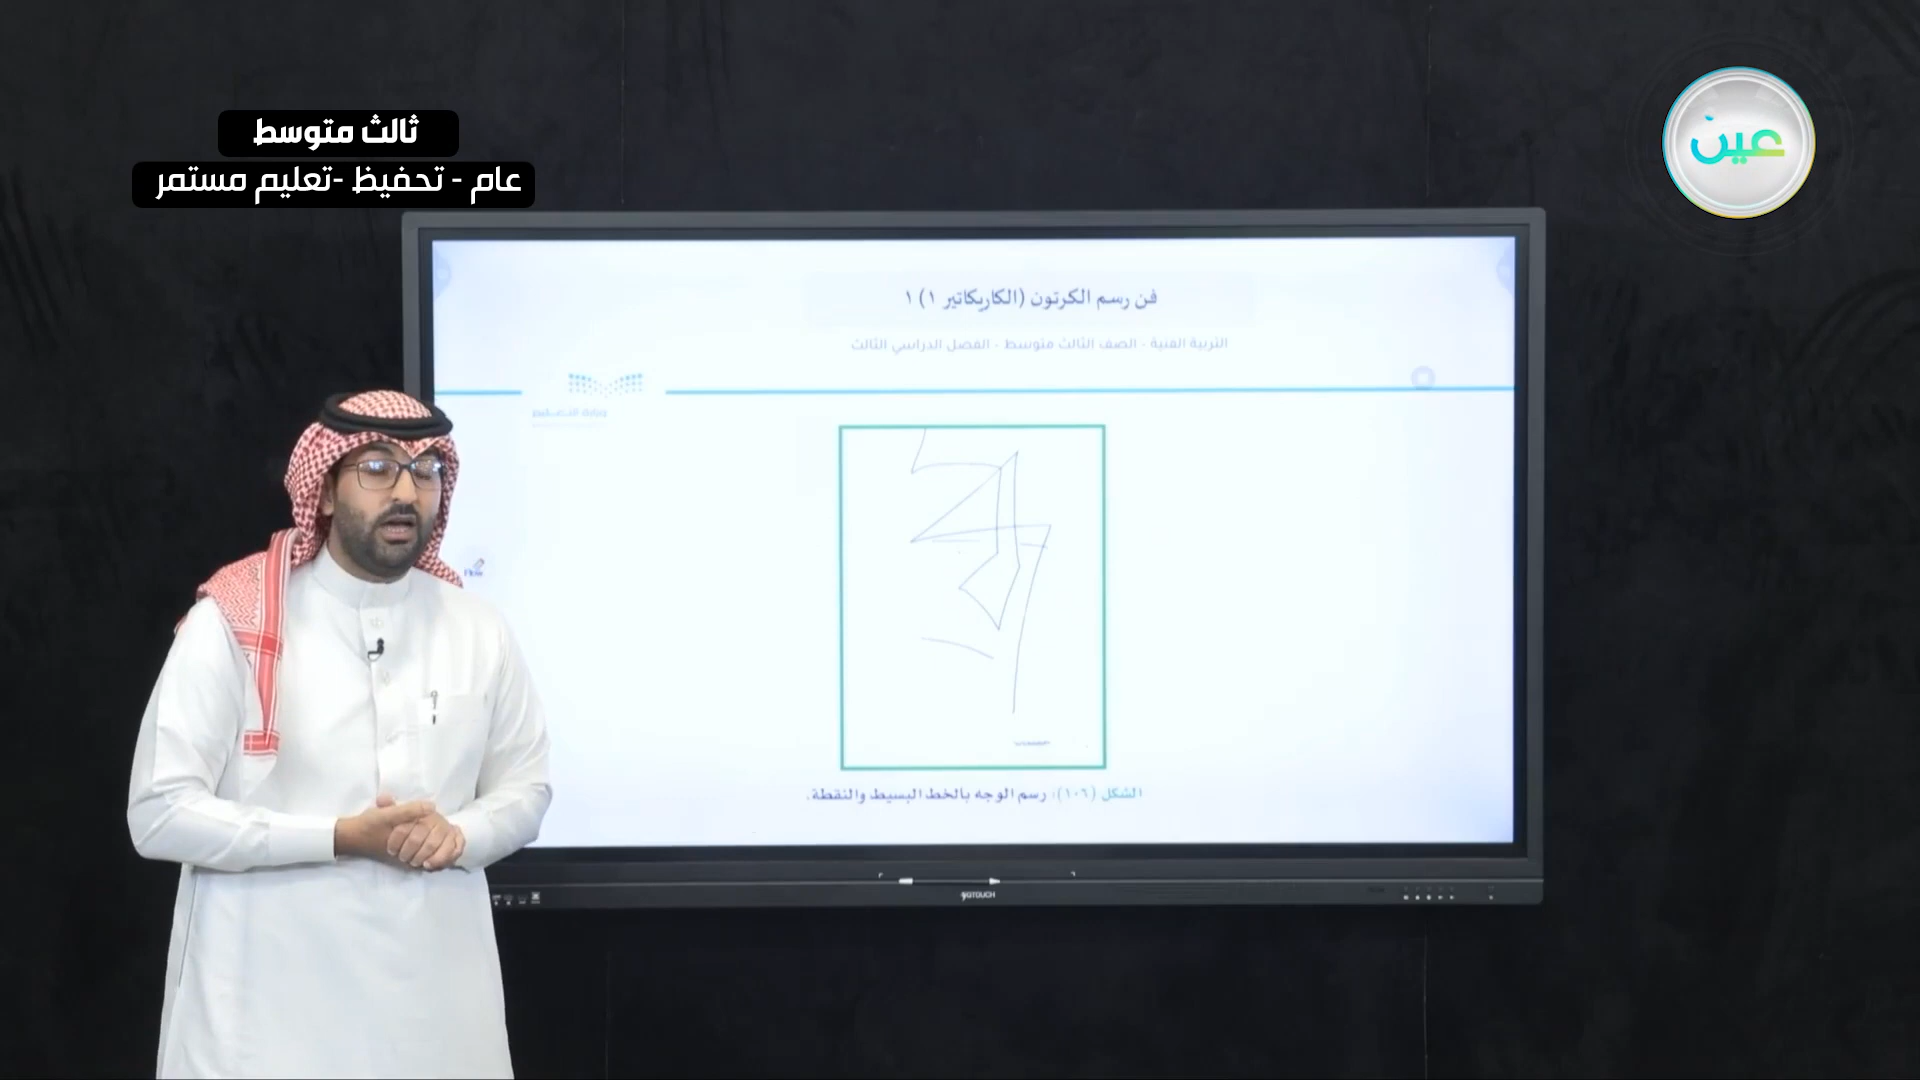 ثالث متوسط
عام - تحفيظ -تعليم مستمر
عين
فن رسم الكرتون (الكاريكاتير ١) ١
التربية الفنية - الصف الثالث متوسط - الفصل الدراسي الثالث
وزارة التعليم
الشكل (١٠٦): رسم الوجه بالخط البسيط والنقطة.